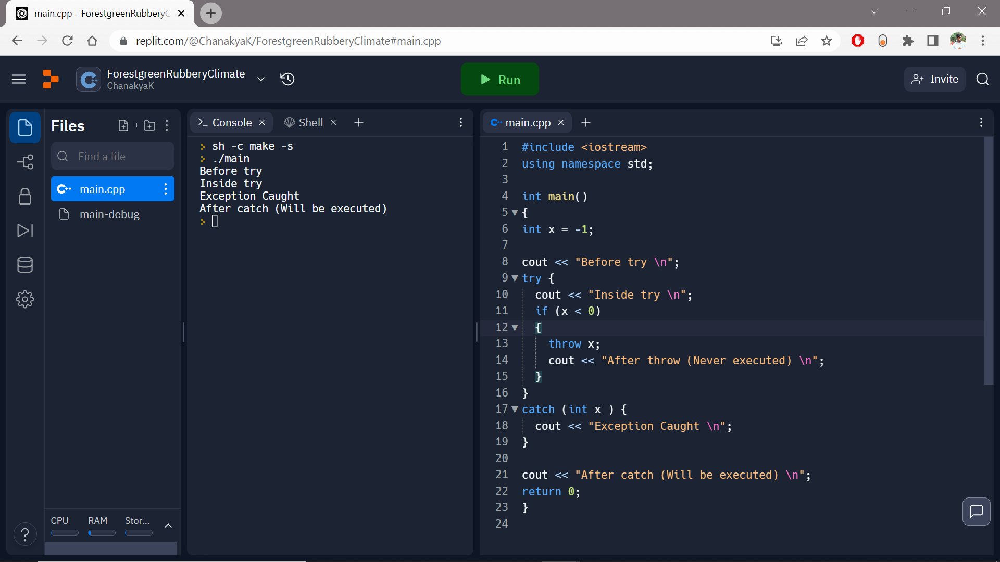 main.cpp - ForestgreenRubberyC
replit.com/@ChanakyaK/ForestgreenRubberyClimate#main.cpp
ForestgreenRubberyClimate
ChanakyaK
Run
Invite
Files
Find a file
main.cpp
main-debug
CPU RAM Stor...
Console
Shell
sh -c make -s
./main
Before try
Inside try
Exception Caught
After catch (Will be executed)
main.cpp
1 #include <iostream>
2 using namespace std;
3
4 int main()
5 {
6 int x = -1;
7
8 cout << "Before try \n";
9 try {
10 cout << "Inside try \n";
11 if (x < 0)
12 {
13 throw x;
14 cout << "After throw (Never executed) \n";
15 }
16 }
17 catch (int x ) {
18 cout << "Exception Caught \n";
19 }
20
21 cout << "After catch (Will be executed) \n";
22 return 0;
23 }
24